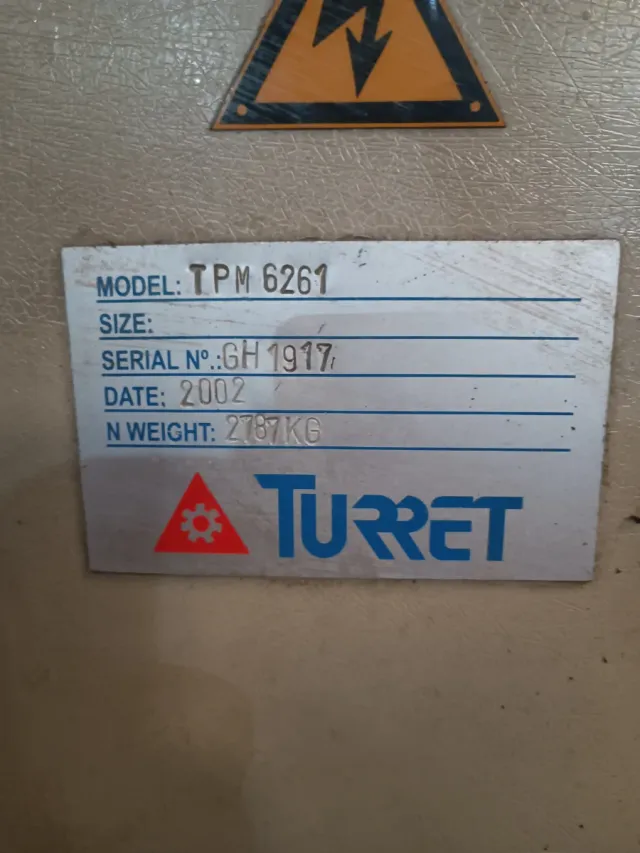 MODEL: TPM 6261
SIZE:
SERIAL Nº.: GH 1917
DATE: 2002
N WEIGHT: 2787KG
TURRET